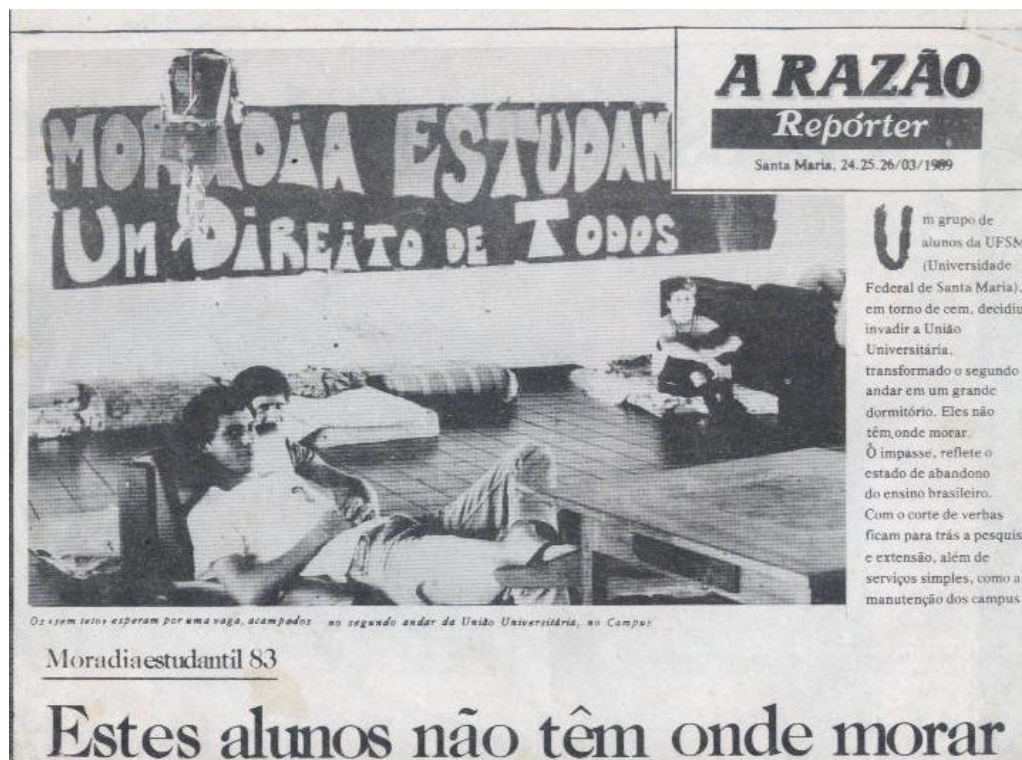 MORADIA ESTUDAN
UM DIREITO DE TODOS
A RAZÃO
Repórter
Santa Maria, 24.25.26/03/1989
Um grupo de
alunos da UFSM
(Universidade
Federal de Santa Maria),
em torno de cem, decidiu
invadir a União
Universitária,
transformado o segundo
andar em um grande
dormitório. Eles não
têm onde morar.
Ô impasse, reflete o
estado de abandono
do ensino brasileiro.
Com o corte de verbas
ficam para trás a pesquis
e extensão, além de
serviços simples, como a
manutenção dos campus
Os «sem teto» esperam por uma vaga, acampados no segundo andar da União Universitária, no Campus
Moradia estudantil 83
Estes alunos não têm onde morar